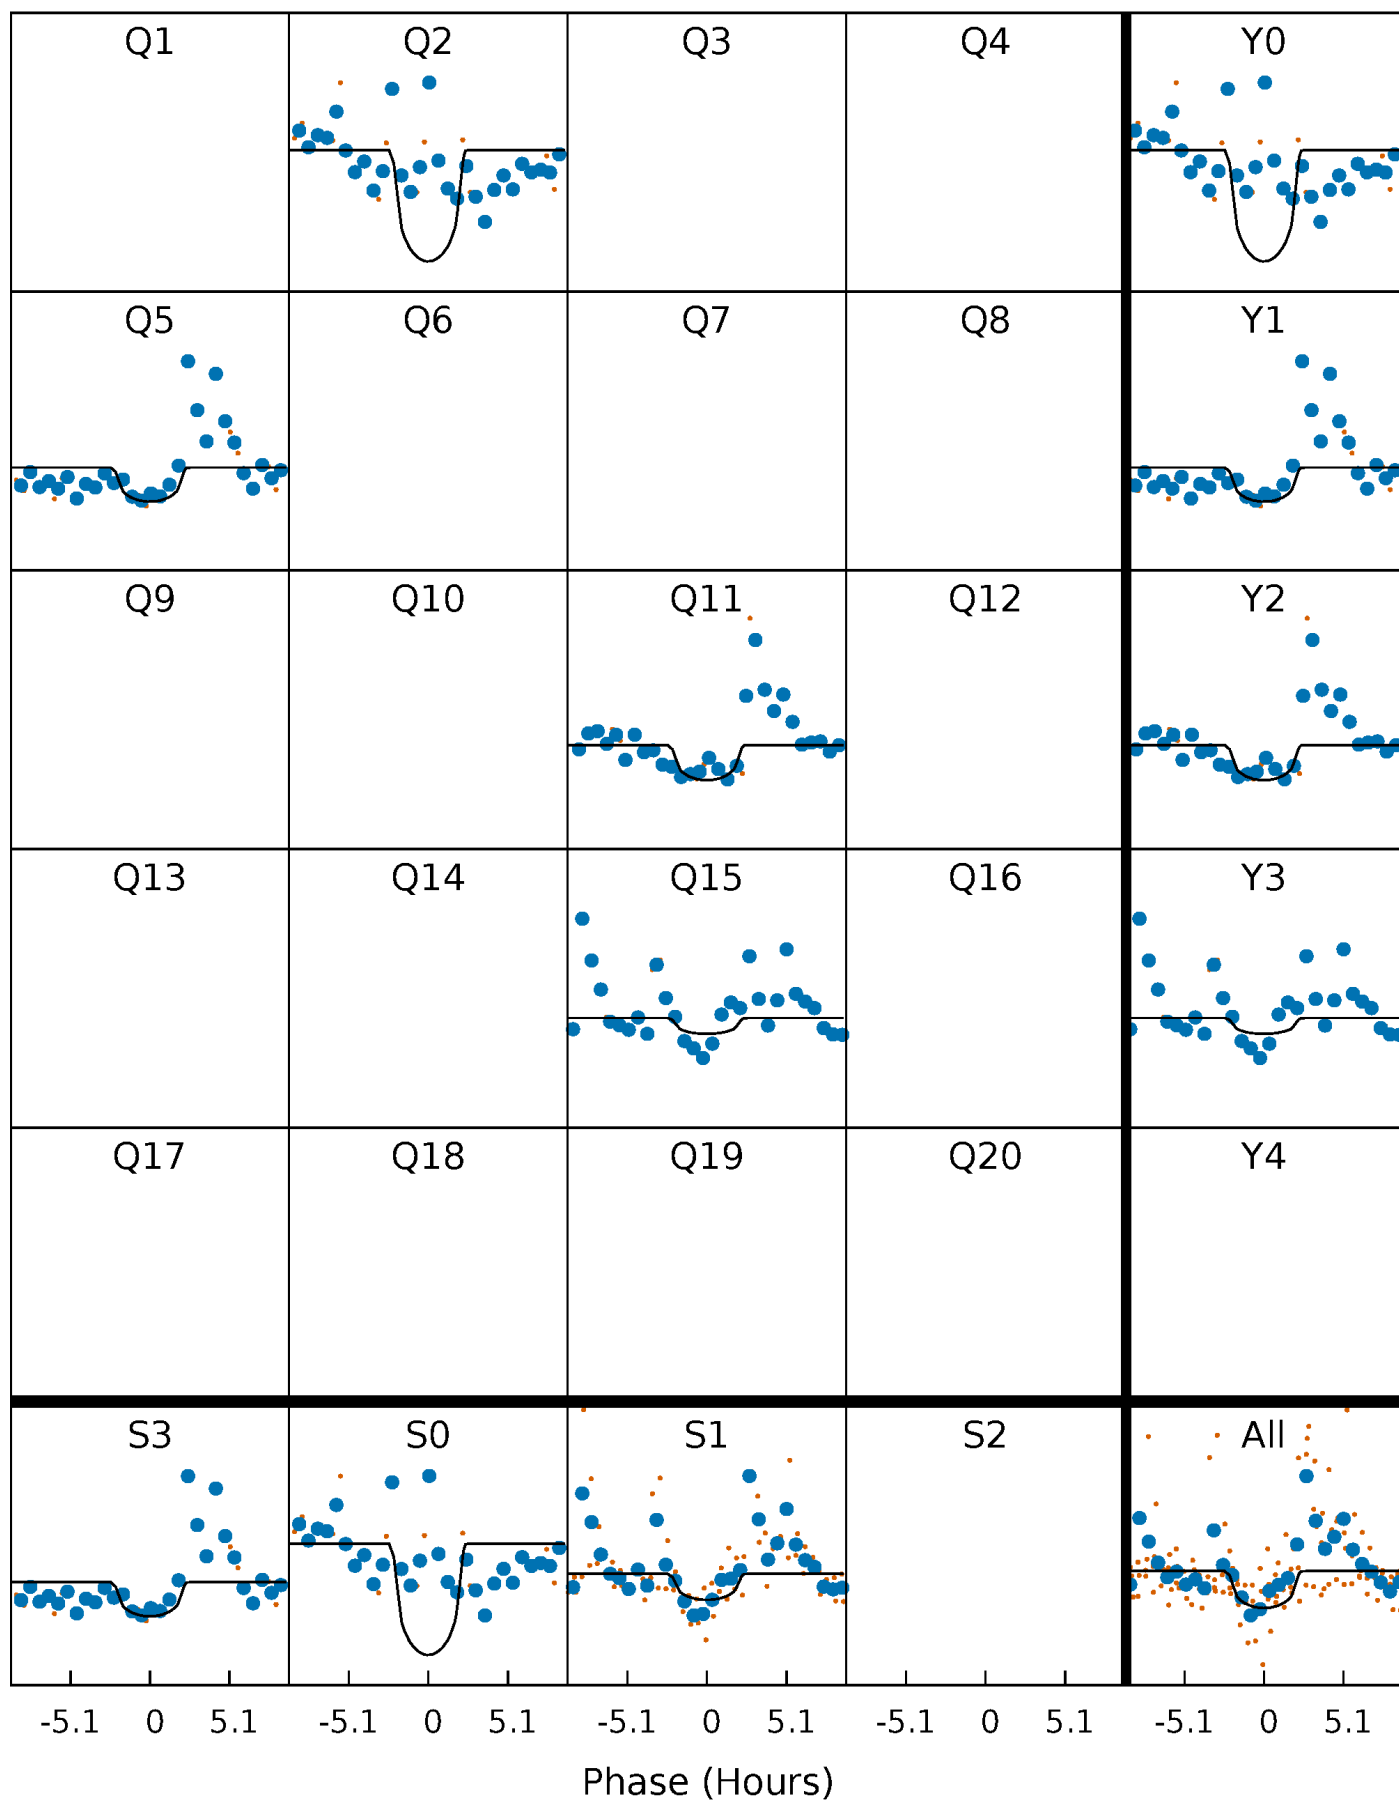 Q1 Q2 Q3 Q4 Y0
Q5 Q6 Q7 Q8 Y1
Q9 Q10 Q11 Q12 Y2
Q13 Q14 Q15 Q16 Y3
Q17 Q18 Q19 Q20 Y4
S3 S0 S1 S2 All
-5.1 0 5.1 -5.1 0 5.1 -5.1 0 5.1 -5.1 0 5.1 -5.1 0 5.1
Phase (Hours)